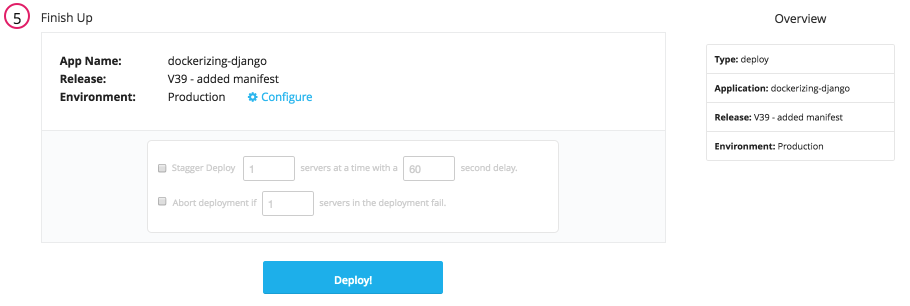 5 Finish Up
App Name: dockerizing-django
Release: V39 - added manifest
Environment: Production Configure
Stagger Deploy 1 servers at a time with a 60 second delay.
Abort deployment if 1 servers in the deployment fail.
Deploy!
Overview
Type: deploy
Application: dockerizing-django
Release: V39 - added manifest
Environment: Production